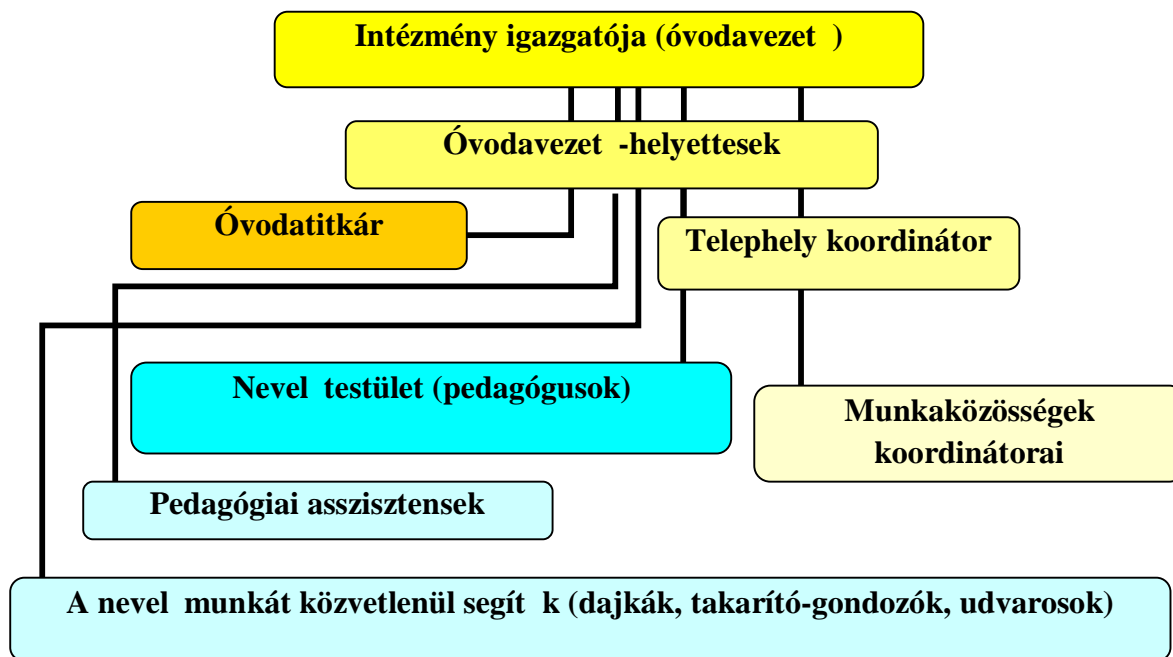 Intézmény igazgatója (óvodavezet )
Óvodavezet -helyettesek
Óvodatitkár
Telephely koordinátor
Nevel testület (pedagógusok)
Munkaközösségek
koordinátorai
Pedagógiai asszisztensek
A nevel munkát közvetlenül segít k (dajkák, takarító-gondozók, udvarosok)